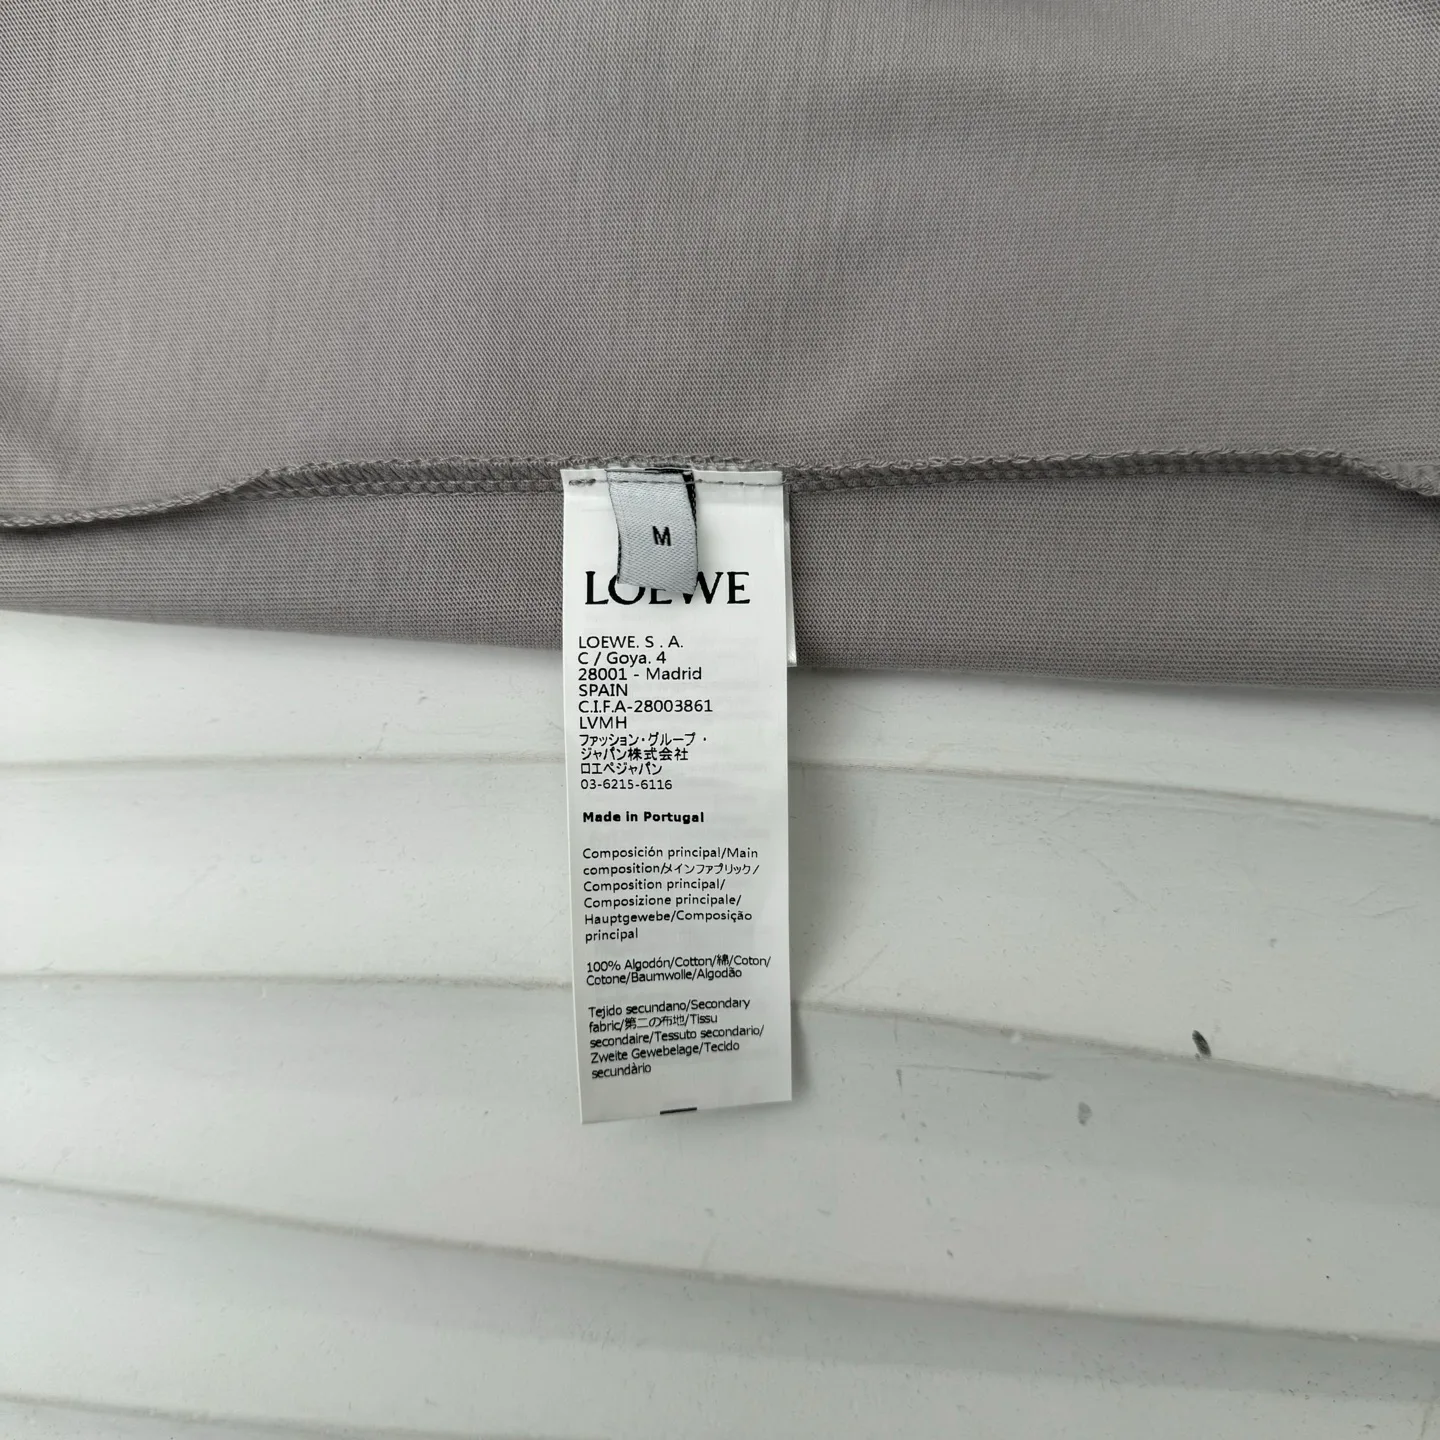 M
LOEWE
LOEWE. S . A.
C / Goya. 4
28001 - Madrid
SPAIN
C.I.F.A-28003861
LVMH
ファッション・グループ・
ジャパン株式会社
ロエベジャパン
03-6215-6116
Made in Portugal
Composición principal/Main
composition/メインファブリック/
Composition principal/
Composizione principale/
Hauptgewebe/Composição
principal
100% Algodón/Cotton/綿/Coton/
Cotone/Baumwolle/Algodão
Tejido secundano/Secondary
fabric/第二の布地/Tissu
secondaire/Tessuto secondario/
Zweite Gewebelage/Tecido
secundàrio